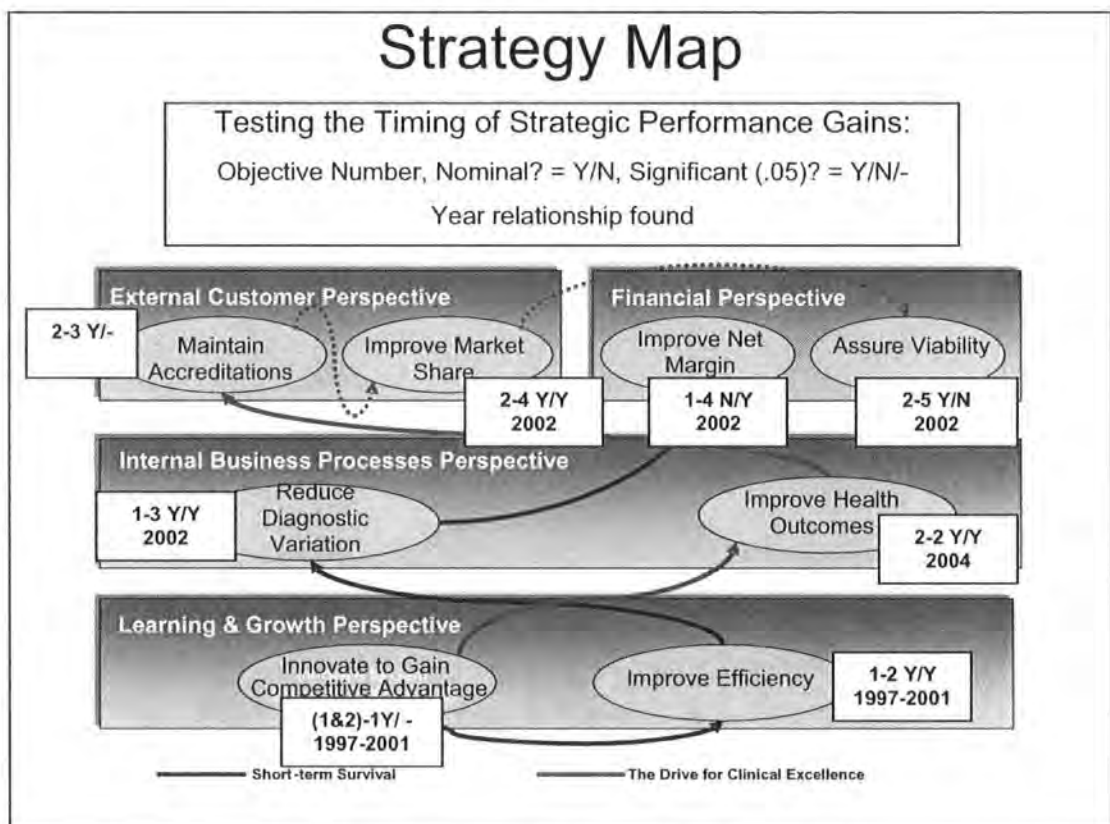 Strategy Map
Testing the Timing of Strategic Performance Gains:
Objective Number, Nominal? = Y/N, Significant (.05)? = Y/N/-
Year relationship found
External Customer Perspective
Financial Perspective
2-3 Y/-
Maintain
Accreditations
Improve Market
Share
Improve Net
Margin
Assure Viability
2-4 Y/Y
2002
1-4 N/Y
2002
2-5 Y/N
2002
Internal Business Processes Perspective
1-3 Y/Y
2002
Reduce
Diagnostic
Variation
Improve Health
Outcomes
2-2 Y/Y
2004
Learning & Growth Perspective
Innovate to Gain
Competitive Advantage
(1&2)-1Y/ -
1997-2001
Improve Efficiency
1-2 Y/Y
1997-2001
Short-term Survival
The Drive for Clinical Excellence